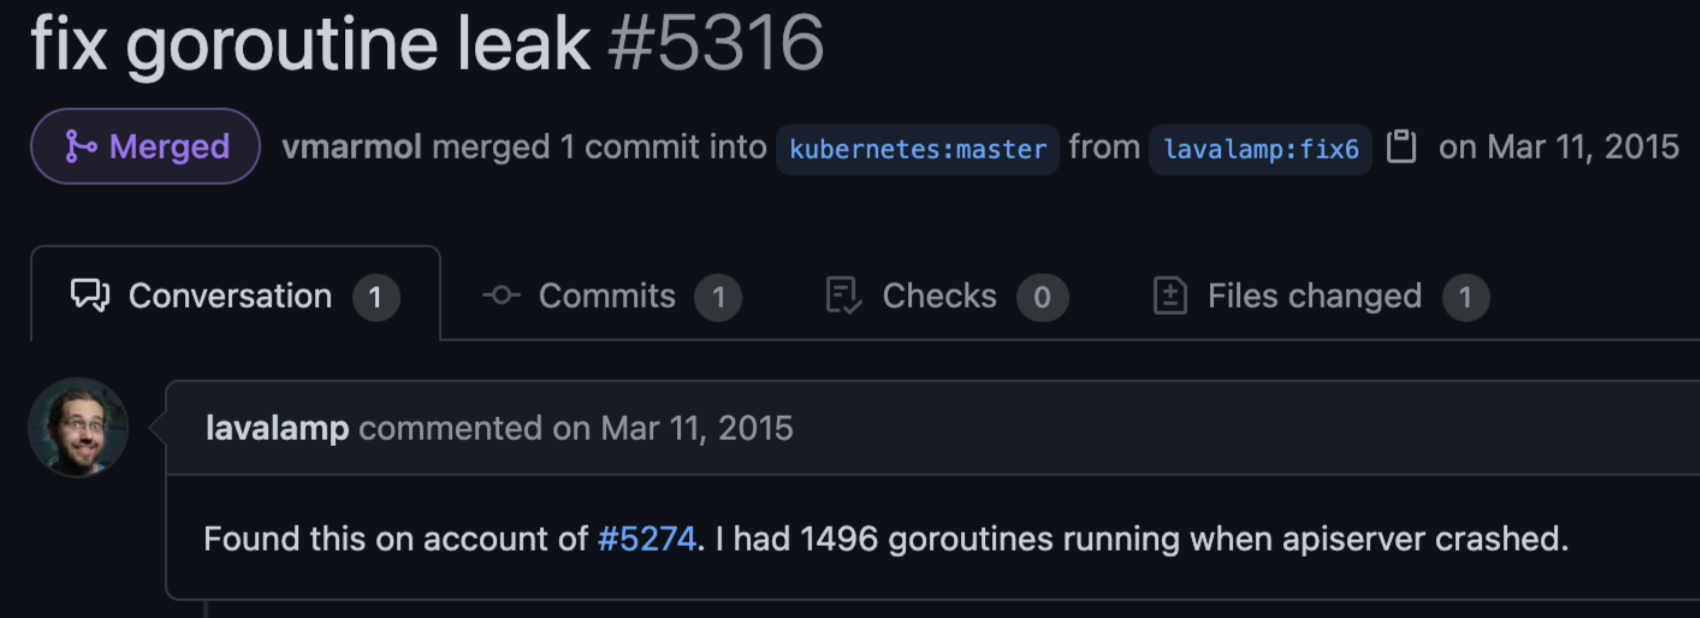 fix goroutine leak #5316
Merged vmarmol merged 1 commit into kubernetes:master from lavalamp:fix6 on Mar 11, 2015
Conversation 1 Commits 1 Checks 0 Files changed 1
lavalamp commented on Mar 11, 2015
Found this on account of #5274. I had 1496 goroutines running when apiserver crashed.